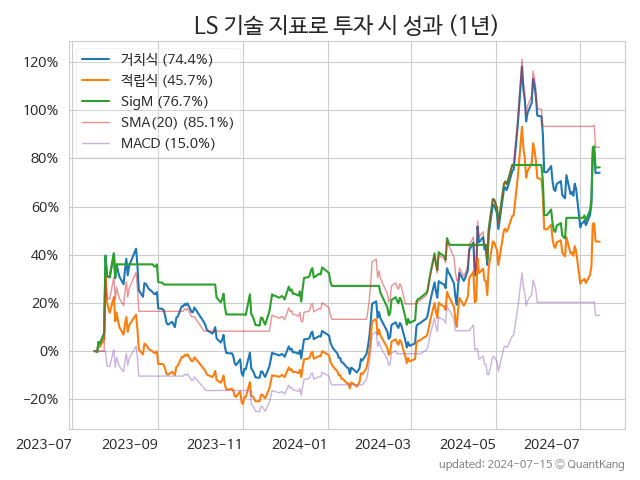 LS 기술 지표로 투자 시 성과 (1년)
거치식 (74.4%)
적립식 (45.7%)
SigM (76.7%)
SMA(20) (85.1%)
MACD (15.0%)
120%
100%
80%
60%
40%
20%
0%
−20%
2023−07
2023−09
2023−11
2024−01
2024−03
2024−05
2024−07
updated: 2024−07−15 © QuantKang